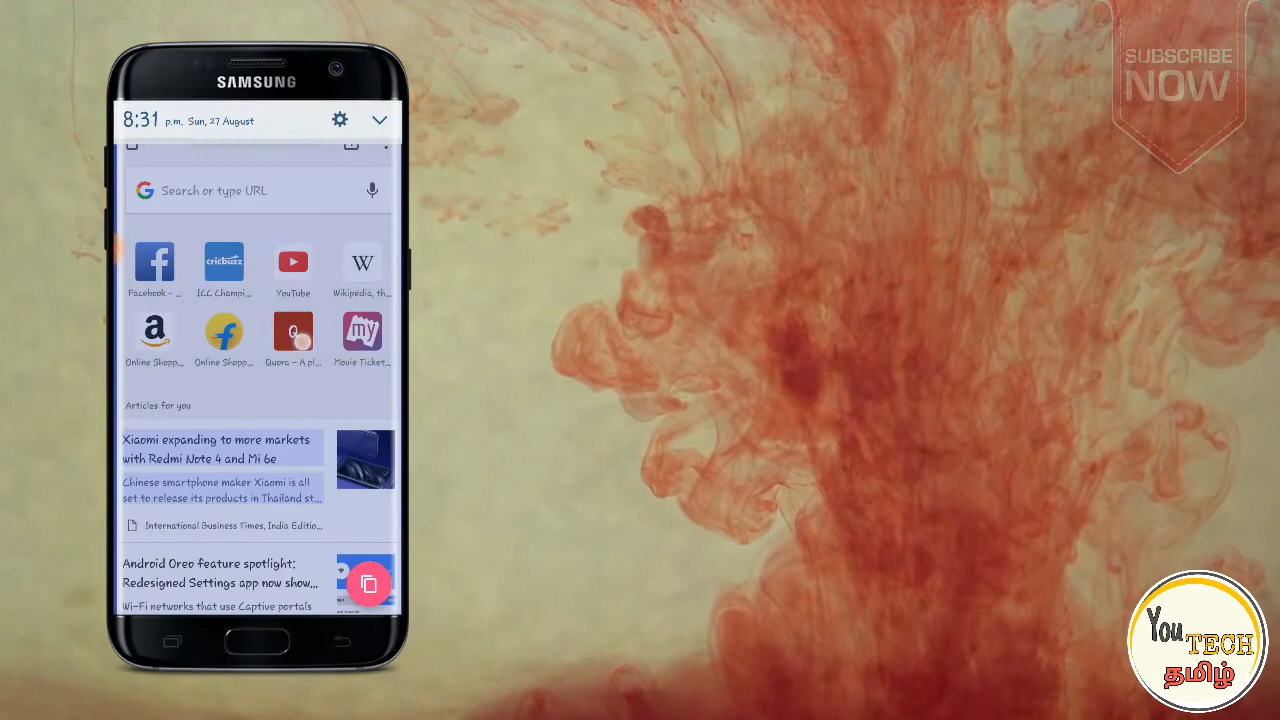 SUBSCRIBE
NOW
SAMSUNG
8:31 p.m. Sun, 27 August
Search or type URL
f
cricbuzz
W
Facebook – ...
ICC Champi...
YouTube
Wikipedia, th...
a
f
Q
my
Online Shopp...
Online Shopp...
Quora – A pl...
Movie Ticket...
Articles for you
Xiaomi expanding to more markets
with Redmi Note 4 and Mi 6e
Chinese smartphone maker Xiaomi is all
set to release its products in Thailand st...
International Business Times, India Editio...
Android Oreo feature spotlight:
Redesigned Settings app now show...
Wi-Fi networks that use Captive portals
You
TECH
தமிழ்